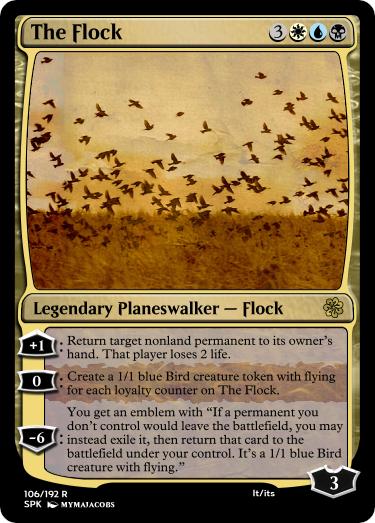 The Flock 3
Legendary Planeswalker — Flock
+1: Return target nonland permanent to its owner's
hand. That player loses 2 life.
0: Create a 1/1 blue Bird creature token with flying
for each loyalty counter on The Flock.
You get an emblem with “If a permanent you
don't control would leave the battlefield, you may
-6: instead exile it, then return that card to the
battlefield under your control. It's a 1/1 blue Bird
creature with flying.”
3
106/192 R It/its
SPK MYMAJACOBS